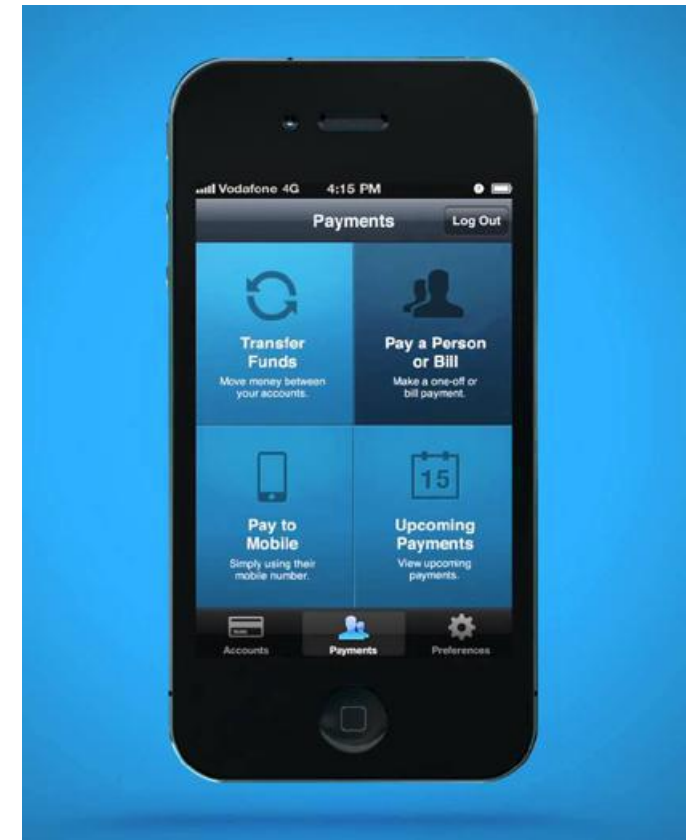 Vodafone 4G 4:15 PM
Payments Log Out
Transfer
Funds
Move money between
your accounts.
Pay a Person
or Bill
Make a one-off or
bill payment.
15
Pay to
Mobile
Simply using their
mobile number.
Upcoming
Payments
View upcoming
payments.
Accounts Payments Preferences